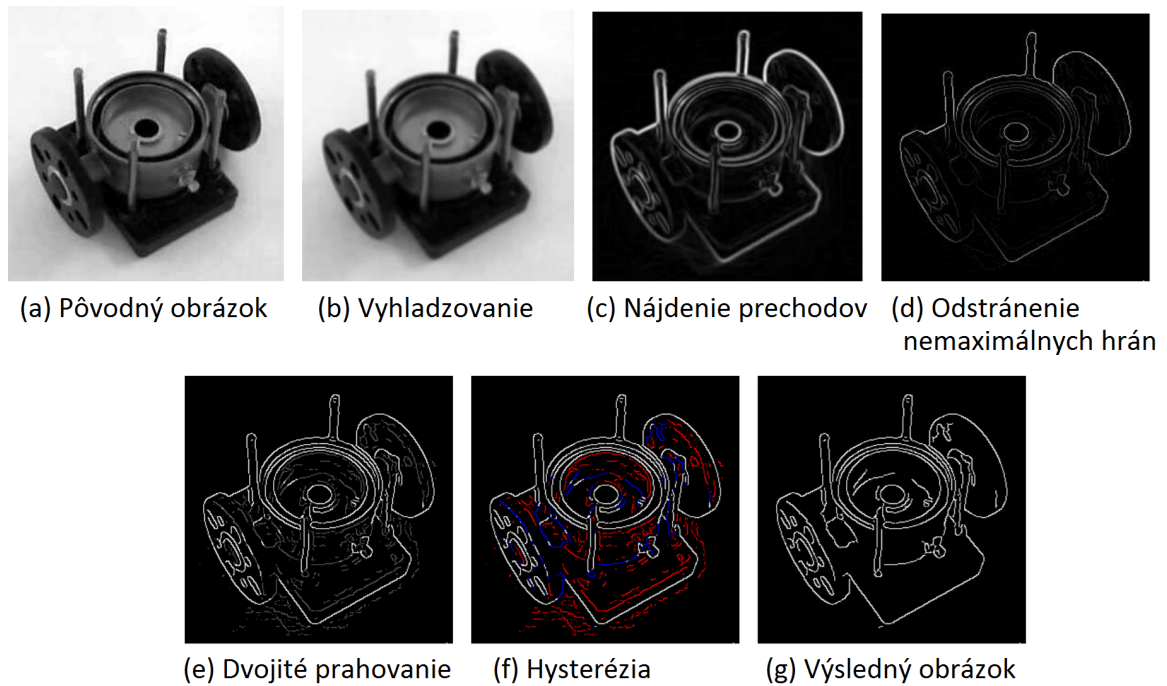 (a) Pôvodný obrázok
(b) Vyhladzovanie
(c) Nájdenie prechodov
(d) Odstránenie
nemaximálnych hrán
(e) Dvojité prahovanie
(f) Hysterézia
(g) Výsledný obrázok